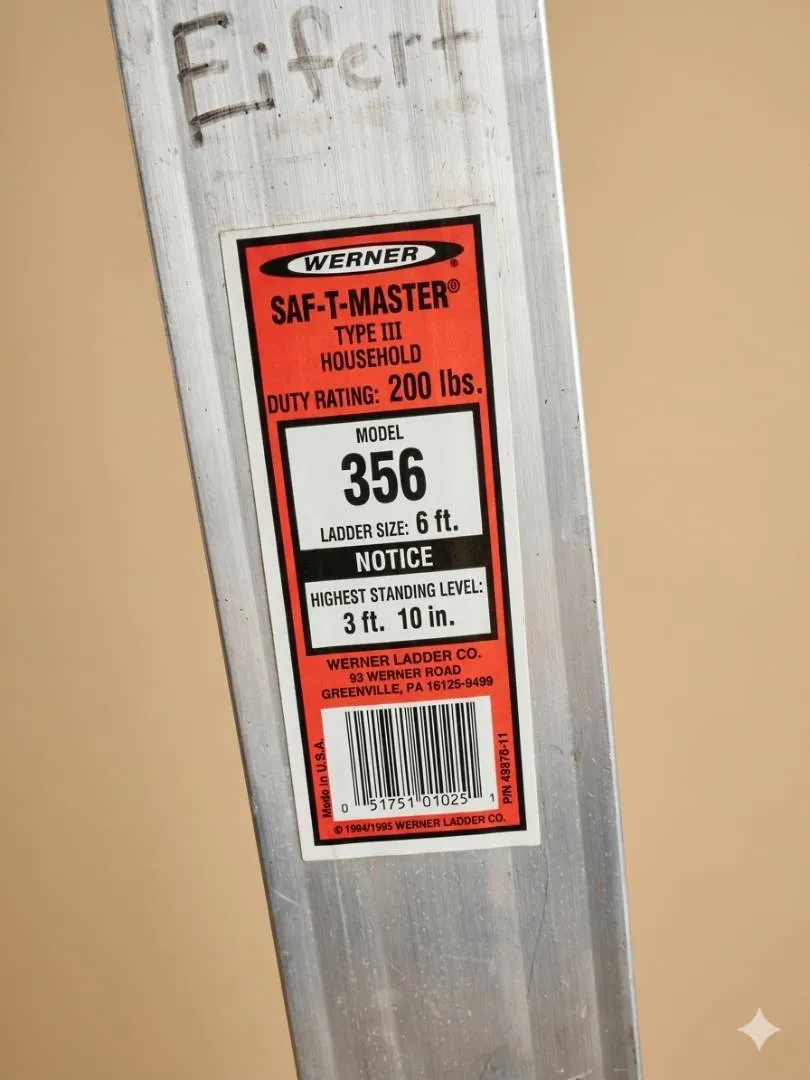 Eifert
WERNER®
SAF-T-MASTER®
TYPE III
HOUSEHOLD
DUTY RATING: 200 lbs.
MODEL
356
LADDER SIZE: 6 ft.
NOTICE
HIGHEST STANDING LEVEL:
3 ft. 10 in.
WERNER LADDER CO.
93 WERNER ROAD
GREENVILLE, PA 16125-9499
Made in U.S.A.
0 51751 01025 1
P/N 49876-11
© 1994/1995 WERNER LADDER CO.